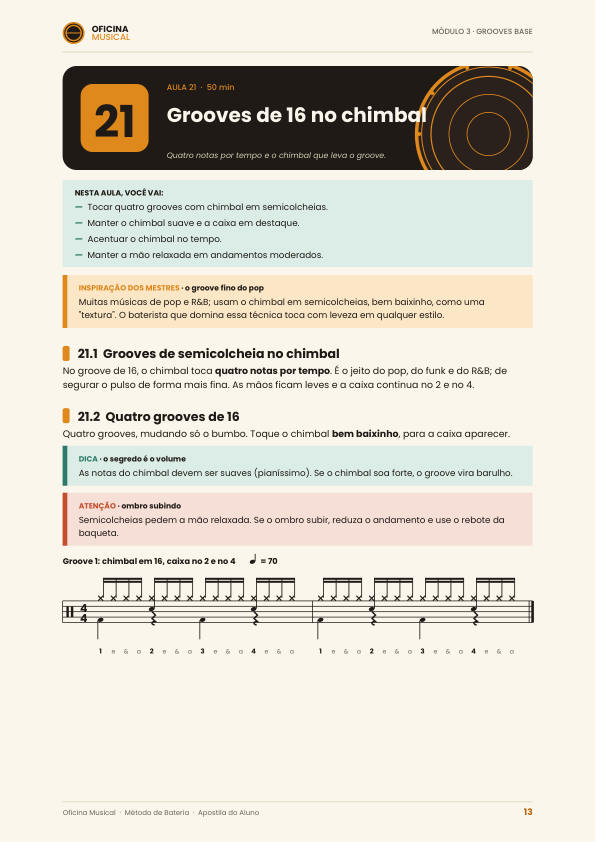 OFICINA
MUSICAL
MÓDULO 3 · GROOVES BASE
21
AULA 21 · 50 min
Grooves de 16 no chimbal
Quatro notas por tempo e o chimbal que leva o groove.
NESTA AULA, VOCÊ VAI:
— Tocar quatro grooves com chimbal em semicolcheias.
— Manter o chimbal suave e a caixa em destaque.
— Acentuar o chimbal no tempo.
— Manter a mão relaxada em andamentos moderados.
INSPIRAÇÃO DOS MESTRES · o groove fino do pop
Muitas músicas de pop e R&B; usam o chimbal em semicolcheias, bem baixinho, como uma
"textura". O baterista que domina essa técnica toca com leveza em qualquer estilo.
21.1 Grooves de semicolcheia no chimbal
No groove de 16, o chimbal toca quatro notas por tempo. É o jeito do pop, do funk e do R&B; de
segurar o pulso de forma mais fina. As mãos ficam leves e a caixa continua no 2 e no 4.
21.2 Quatro grooves de 16
Quatro grooves, mudando só o bumbo. Toque o chimbal bem baixinho, para a caixa aparecer.
DICA · o segredo é o volume
As notas do chimbal devem ser suaves (pianíssimo). Se o chimbal soa forte, o groove vira barulho.
ATENÇÃO · ombro subindo
Semicolcheias pedem a mão relaxada. Se o ombro subir, reduza o andamento e use o rebote da
baqueta.
Groove 1: chimbal em 16, caixa no 2 e no 4 ♩ = 70
4
4
1 e & a 2 e & a 3 e & a 4 e & a 1 e & a 2 e & a 3 e & a 4 e & a
Oficina Musical · Método de Bateria · Apostila do Aluno
13